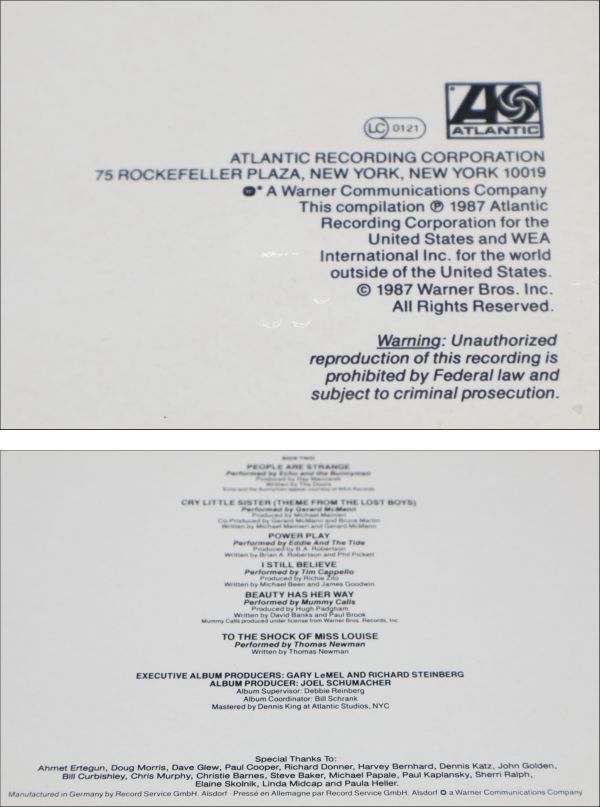 LC 0121
ATLANTIC
ATLANTIC RECORDING CORPORATION
75 ROCKEFELLER PLAZA, NEW YORK, NEW YORK 10019
* A Warner Communications Company
This compilation ℗ 1987 Atlantic
Recording Corporation for the
United States and WEA
International Inc. for the world
outside of the United States.
© 1987 Warner Bros. Inc.
All Rights Reserved.
Warning: Unauthorized
reproduction of this recording is
prohibited by Federal law and
subject to criminal prosecution.
SIDE TWO
PEOPLE ARE STRANGE
Performed by Echo and the Bunnymen
Produced by Ray Manzarek
Written by The Doors
Echo and the Bunnymen appear courtesy of WEA Records
CRY LITTLE SISTER (THEME FROM THE LOST BOYS)
Performed by Gerard McMann
Produced by Michael Mainieri
Co-Produced by Gerard McMann and Bruce Martin
Written by Michael Mainieri and Gerard McMann
POWER PLAY
Performed by Eddie And The Tide
Produced by B.A. Robertson
Written by Brian A. Robertson and Phil Pickett
I STILL BELIEVE
Performed by Tim Cappello
Produced by Richie Zito
Written by Michael Been and James Goodwin
BEAUTY HAS HER WAY
Performed by Mummy Calls
Produced by Hugh Padgham
Written by David Banks and Paul Brook
Mummy Calls produced under license from Warner Bros. Records, Inc.
TO THE SHOCK OF MISS LOUISE
Performed by Thomas Newman
Written by Thomas Newman
EXECUTIVE ALBUM PRODUCERS: GARY LeMEL AND RICHARD STEINBERG
ALBUM PRODUCER: JOEL SCHUMACHER
Album Supervisor: Debbie Reinberg
Album Coordinator: Bill Schrank
Mastered by Dennis King at Atlantic Studios, NYC
Special Thanks To:
Ahmet Ertegun, Doug Morris, Dave Glew, Paul Cooper, Richard Donner, Harvey Bernhard, Dennis Katz, John Golden,
Bill Curbishley, Chris Murphy, Christie Barnes, Steve Baker, Michael Papale, Paul Kaplansky, Sherri Ralph,
Elaine Skolnik, Linda Midcap and Paula Heller.
Manufactured in Germany by Record Service GmbH. Alsdorf · Pressé en Allemagne par Record Service GmbH. Alsdorf a Warner Communications Company